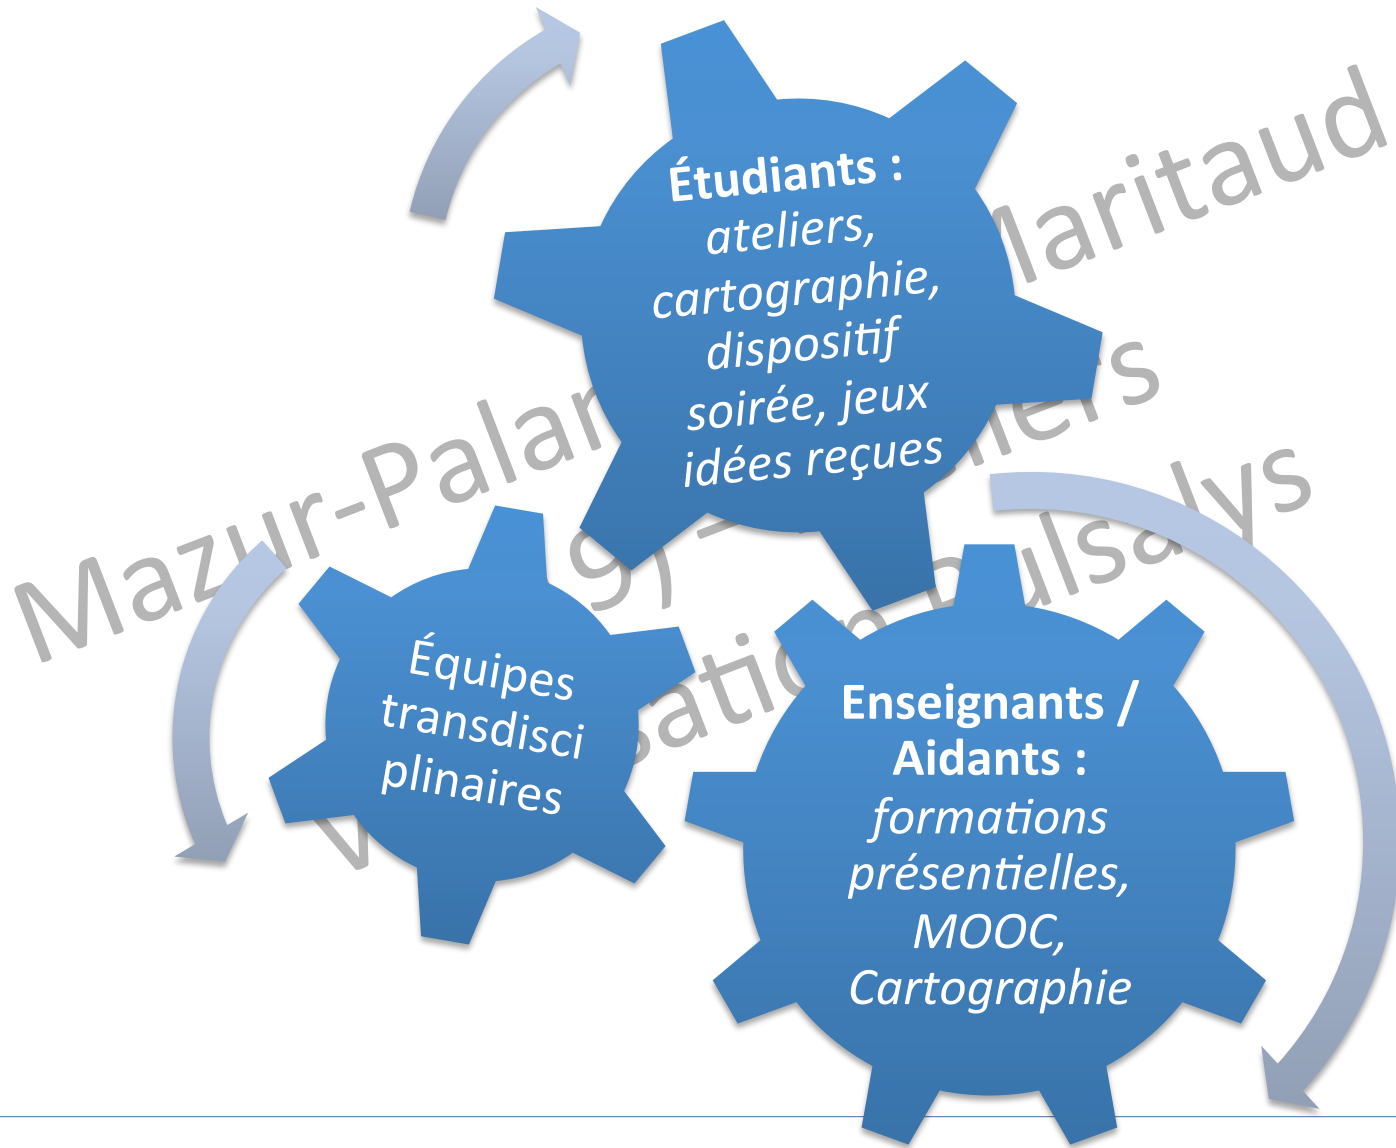 Étudiants :
ateliers,
cartographie,
dispositif
soirée, jeux
idées reçues
Équipes
transdisci
plinaires
Enseignants /
Aidants :
formations
présentielles,
MOOC,
Cartographie